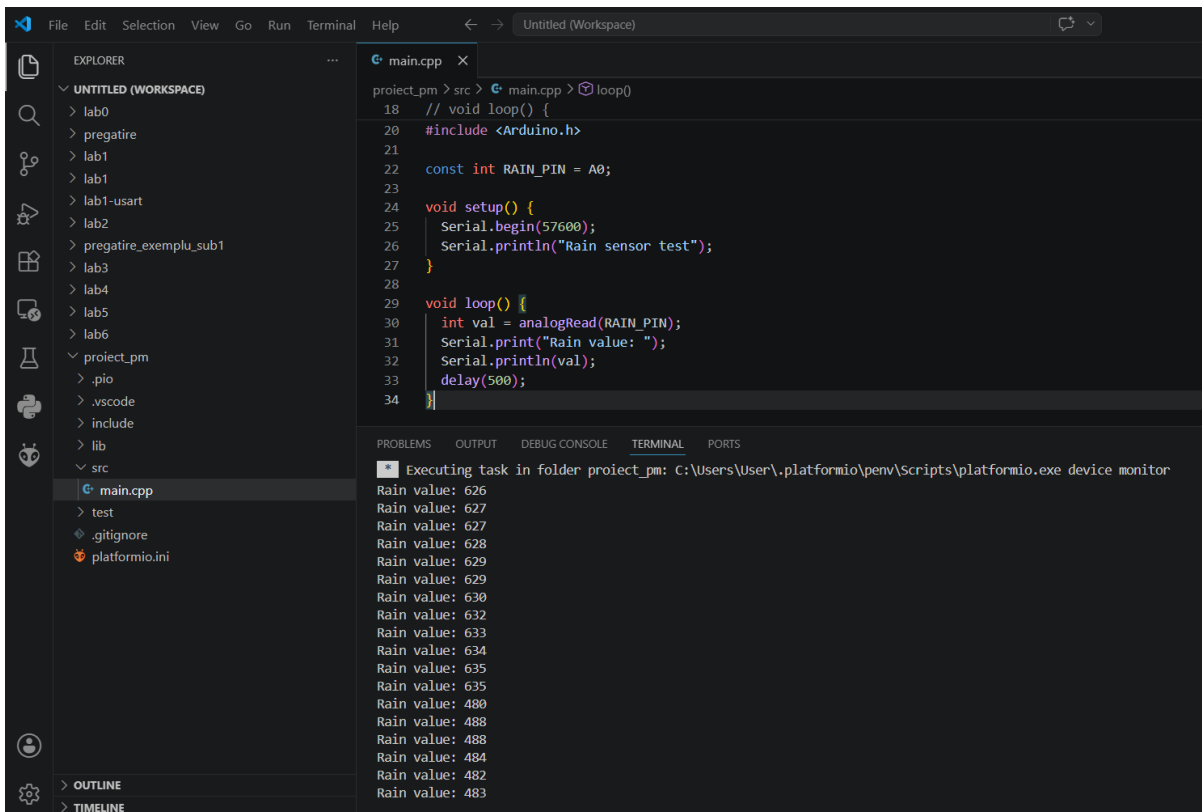 File Edit Selection View Go Run Terminal Help
Untitled (Workspace)
EXPLORER
UNTITLED (WORKSPACE)
lab0
pregatire
lab1
lab1
lab1-usart
lab2
pregatire_exemplu_sub1
lab3
lab4
lab5
lab6
proiect_pm
.pio
.vscode
include
lib
src
main.cpp
test
.gitignore
platformio.ini
OUTLINE
TIMELINE
main.cpp
proiect_pm > src > main.cpp > loop()
18 // void loop() {
20 #include <Arduino.h>
21
22 const int RAIN_PIN = A0;
23
24 void setup() {
25 Serial.begin(57600);
26 Serial.println("Rain sensor test");
27 }
28
29 void loop() {
30 int val = analogRead(RAIN_PIN);
31 Serial.print("Rain value: ");
32 Serial.println(val);
33 delay(500);
34 }
PROBLEMS OUTPUT DEBUG CONSOLE TERMINAL PORTS
* Executing task in folder proiect_pm: C:\Users\User\.platformio\penv\Scripts\platformio.exe device monitor
Rain value: 626
Rain value: 627
Rain value: 627
Rain value: 628
Rain value: 629
Rain value: 629
Rain value: 630
Rain value: 632
Rain value: 633
Rain value: 634
Rain value: 635
Rain value: 635
Rain value: 480
Rain value: 488
Rain value: 488
Rain value: 484
Rain value: 482
Rain value: 483